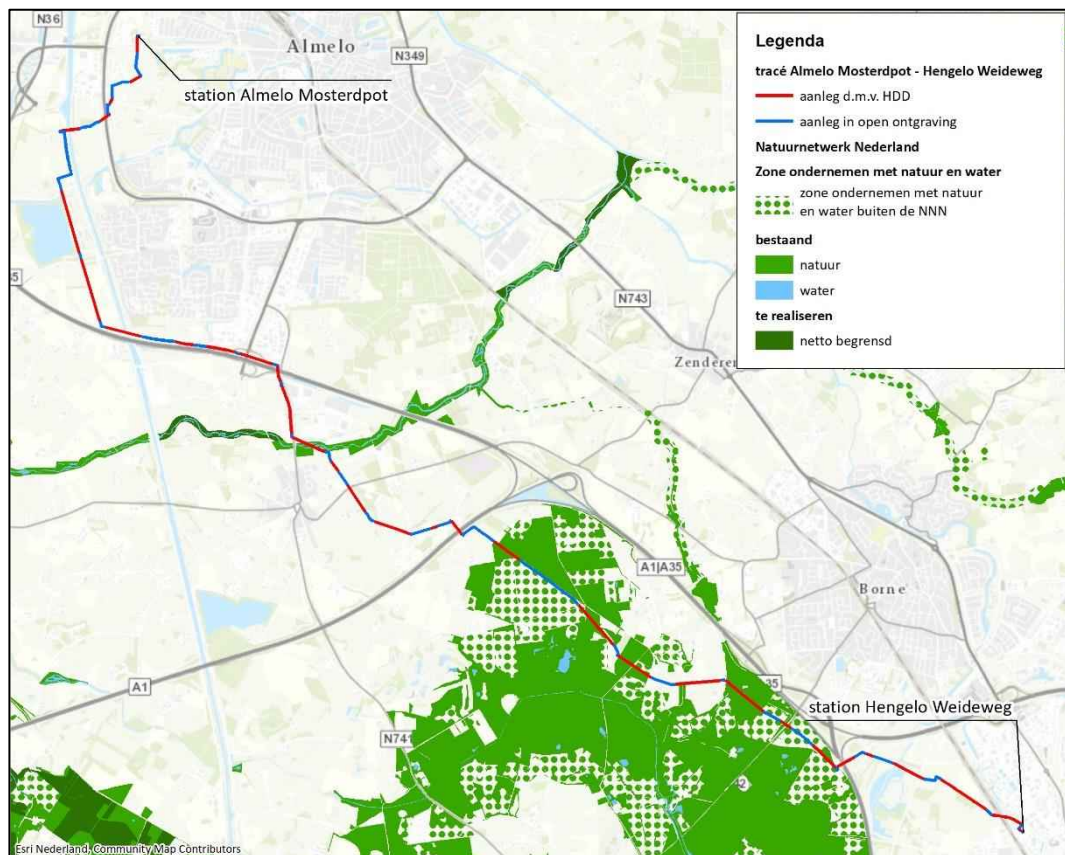 N36
Almelo
N349
station Almelo Mosterdpot
N743
Zenderen
A1|A35
Borne
35
station Hengelo Weideweg
A1
N741
Legenda
tracé Almelo Mosterdpot - Hengelo Weideweg
aanleg d.m.v. HDD
aanleg in open ontgraving
Natuurnetwerk Nederland
Zone ondernemen met natuur en water
zone ondernemen met natuur
en water buiten de NNN
bestaand
natuur
water
te realiseren
netto begrensd
Esri Nederland, Community Map Contributors